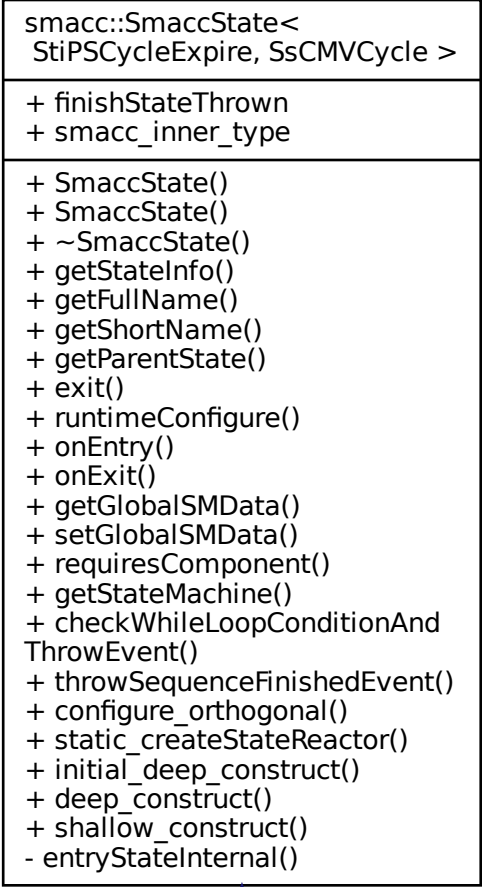 smacc::SmaccState<
StiPSCycleExpire, SsCMVCycle >
+ finishStateThrown
+ smacc_inner_type
+ SmaccState()
+ SmaccState()
+ ~SmaccState()
+ getStateInfo()
+ getFullName()
+ getShortName()
+ getParentState()
+ exit()
+ runtimeConfigure()
+ onEntry()
+ onExit()
+ getGlobalSMData()
+ setGlobalSMData()
+ requiresComponent()
+ getStateMachine()
+ checkWhileLoopConditionAnd
ThrowEvent()
+ throwSequenceFinishedEvent()
+ configure_orthogonal()
+ static_createStateReactor()
+ initial_deep_construct()
+ deep_construct()
+ shallow_construct()
- entryStateInternal()